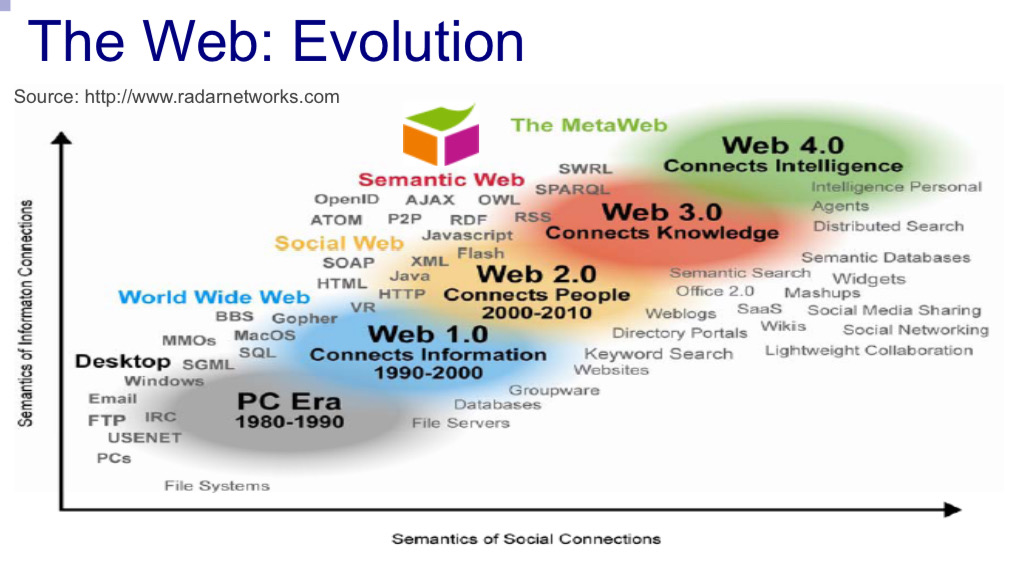 The Web: Evolution
Source: http://www.radarnetworks.com
The MetaWeb
Web 4.0
Connects Intelligence
SWRL
Semantic Web
SPARQL
Intelligence Personal
Agents
OpenID AJAX OWL
Web 3.0
Connects Knowledge
ATOM P2P RDF RSS
Distributed Search
Javascript
Social Web
Flash
SOAP XML
Semantic Databases
Web 2.0
Connects People
2000-2010
Java
Semantic Search Widgets
HTML
HTTP
Office 2.0 Mashups
World Wide Web
VR
Weblogs SaaS Social Media Sharing
BBS Gopher
Web 1.0
Connects Information
1990-2000
Directory Portals Wikis Social Networking
MMOs MacOS
SQL
Keyword Search Lightweight Collaboration
Desktop SGML
Websites
Windows
Groupware
Email
PC Era
1980-1990
Databases
FTP IRC
File Servers
USENET
PCs
File Systems
Semantics of Informaton Connections
Semantics of Social Connections